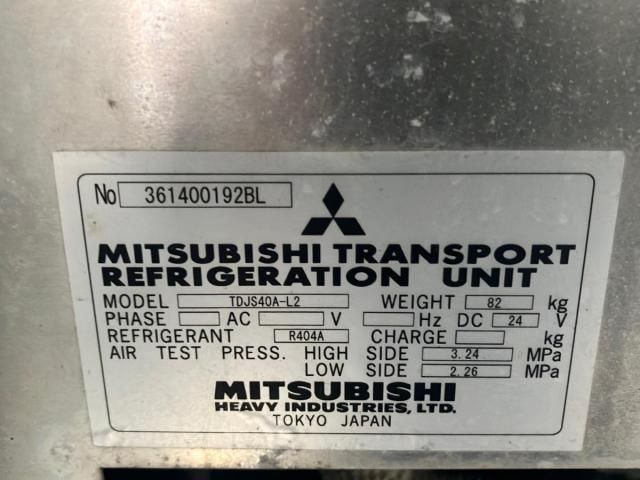 No 361400192BL
MITSUBISHI TRANSPORT
REFRIGERATION UNIT
MODEL TDJS40A-L2 WEIGHT 82 kg
PHASE AC V Hz DC 24 V
REFRIGERANT R404A CHARGE kg
AIR TEST PRESS. HIGH SIDE 3.24 MPa
LOW SIDE 2.26 MPa
MITSUBISHI
HEAVY INDUSTRIES, LTD.
TOKYO JAPAN